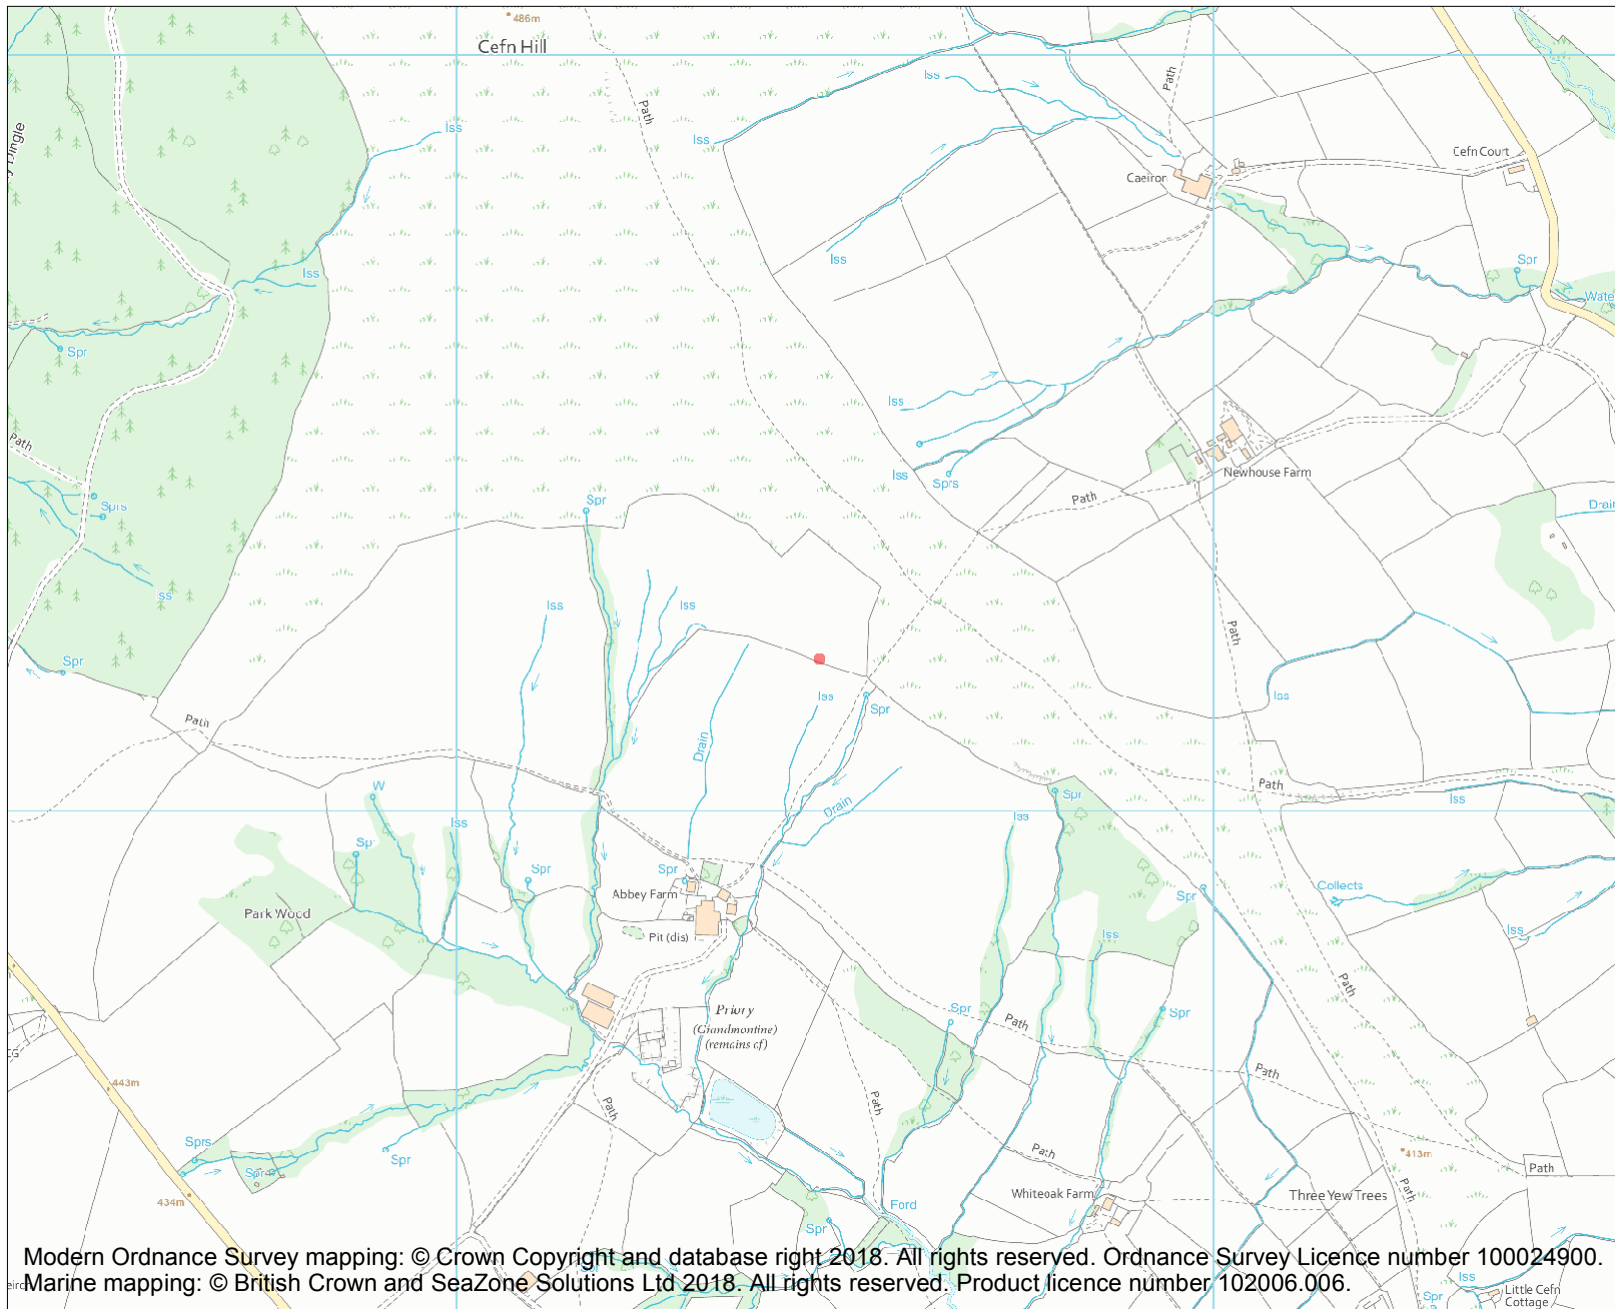 486m
Cefn Hill
Iss
Path
Path
Iss
Iss
Dingle
Cefn Court
Caeiron
Iss
Spr
Iss
Spr
Path
Iss
Iss
Sprs
Newhouse Farm
Path
Sprs
Spr
Drain
Iss
Iss
Iss
Path
Spr
Path
Iss
Spr
Iss
Drain
Path
Iss
W
Spr
Drain
Iss
Iss
Spr
Spr
Spr
Abbey Farm
Spr
Collects
Park Wood
Pit (dis)
Iss
Iss
Path
Priory
(Grandmontine)
(remains of)
Spr
Path
Spr
443m
Path
Path
Path
Sprs
Spr
Spr
Path
413m
Path
434m
Whiteoak Farm
Three Yew Trees
Path
Ford
Spr
Modern Ordnance Survey mapping: © Crown Copyright and database right 2018. All rights reserved. Ordnance Survey Licence number 100024900.
Marine mapping: © British Crown and SeaZone Solutions Ltd 2018. All rights reserved. Product licence number 102006.006.
Iss
Spr
Little Cefn
Cottage